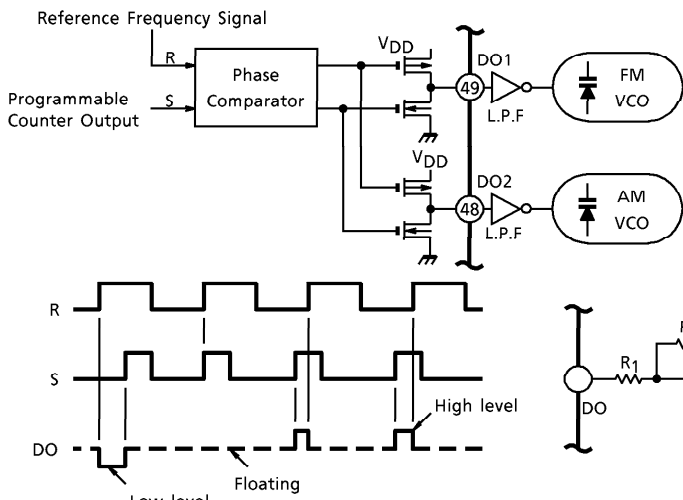 Reference Frequency Signal
R
Phase
Comparator
Programmable
Counter Output
S
VDD
DO1
49
L.P.F
FM
VCO
VDD
DO2
48
L.P.F
AM
VCO
R
S
DO
High level
Floating
Low level
R1
DO